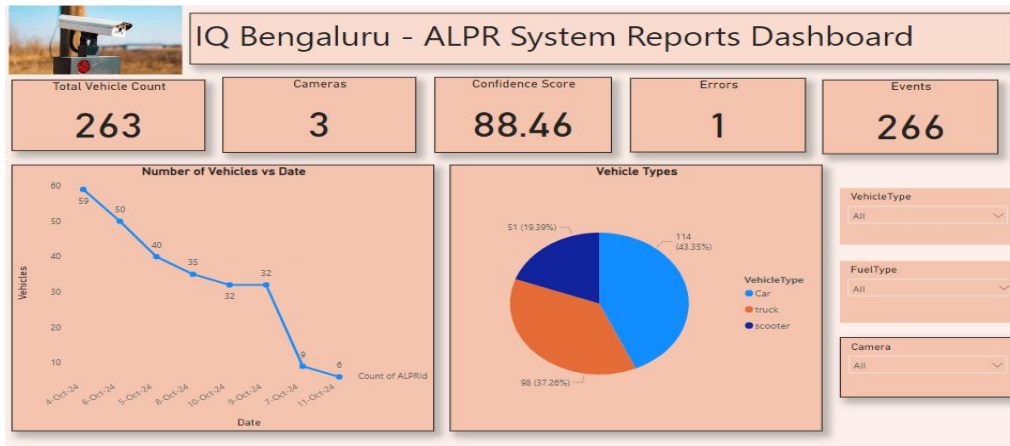 IQ Bengaluru - ALPR System Reports Dashboard
Total Vehicle Count
263
Cameras
3
Confidence Score
88.46
Errors
1
Events
266
Number of Vehicles vs Date
Vehicles
60
50
40
30
20
10
59
50
40
35
32
32
9
6
Count of ALPRId
4-Oct-24
6-Oct-24
5-Oct-24
8-Oct-24
10-Oct-24
9-Oct-24
7-Oct-24
11-Oct-24
Date
Vehicle Types
51 (19.39%)
114
(43.35%)
98 (37.26%)
VehicleType
Car
truck
scooter
VehicleType
All
FuelType
All
Camera
All